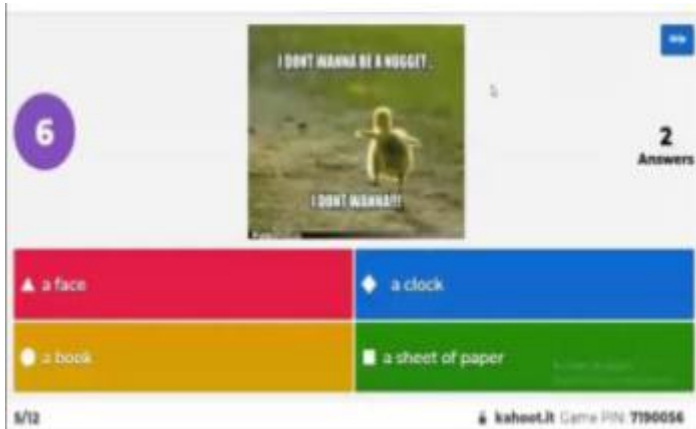 I DONT WANNA BE A NUGGET.
6
2
Answers
I DONT WANNA!!!
a face
a clock
a book
a sheet of paper
5/12
kahoot.it Game PIN: 7190056